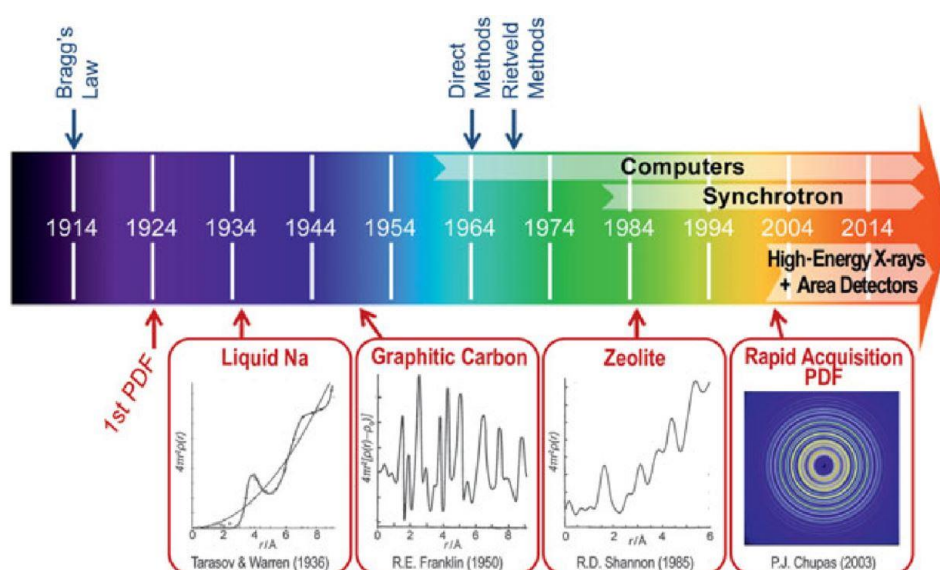 Bragg's
Law
Direct
Methods
Rietveld
Methods
Computers
Synchrotron
1914 1924 1934 1944 1954 1964 1974 1984 1994 2004 2014
High-Energy X-rays
+ Area Detectors
1st PDF
Liquid Na
4πr²ρ(r)
0 2 4 6 8
r/Å
Tarasov & Warren (1936)
Graphitic Carbon
4πr²[ρ(r)-ρ₀)]
0 2 4 6 8
r/Å
R.E. Franklin (1950)
Zeolite
4πr²ρ(r)
0 2 4 6
r/Å
R.D. Shannon (1985)
Rapid Acquisition
PDF
P.J. Chupas (2003)